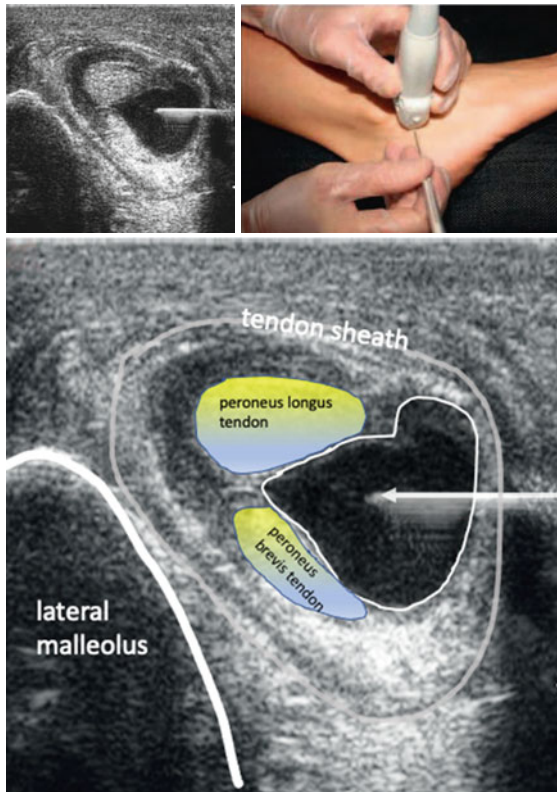 tendon sheath
peroneus longus
tendon
peroneus
brevis tendon
lateral
malleolus